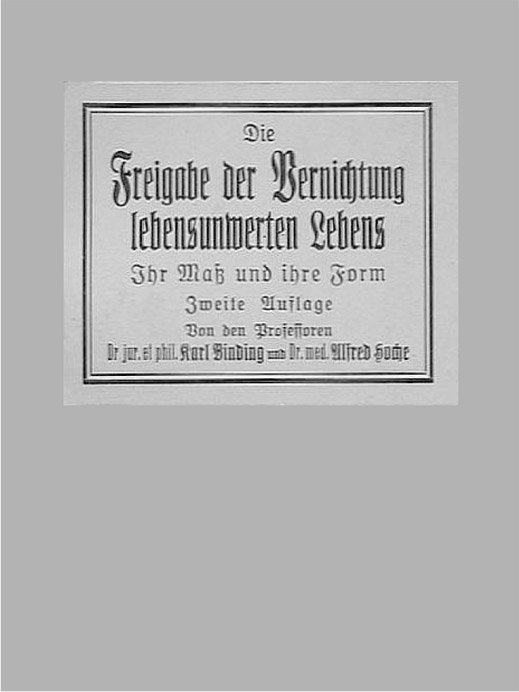 Die
Freigabe der Vernichtung
lebensunwerten Lebens
Ihr Maß und ihre Form
Zweite Auflage
Von den Professoren
Dr jur. et phil. Karl Binding und Dr. med. Alfred Hoche